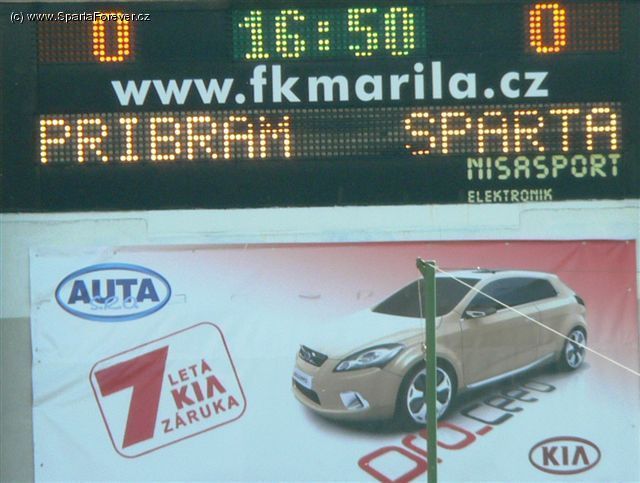 (c) www.SpartaForever.cz
0 16:50 0
www.fkmarila.cz
PRIBRAM SPARTA
NISASPORT
ELEKTRONIK
AUTA
s.r.o.
7 LETÁ
KIA
ZÁRUKA
pro_cee'd
KIA